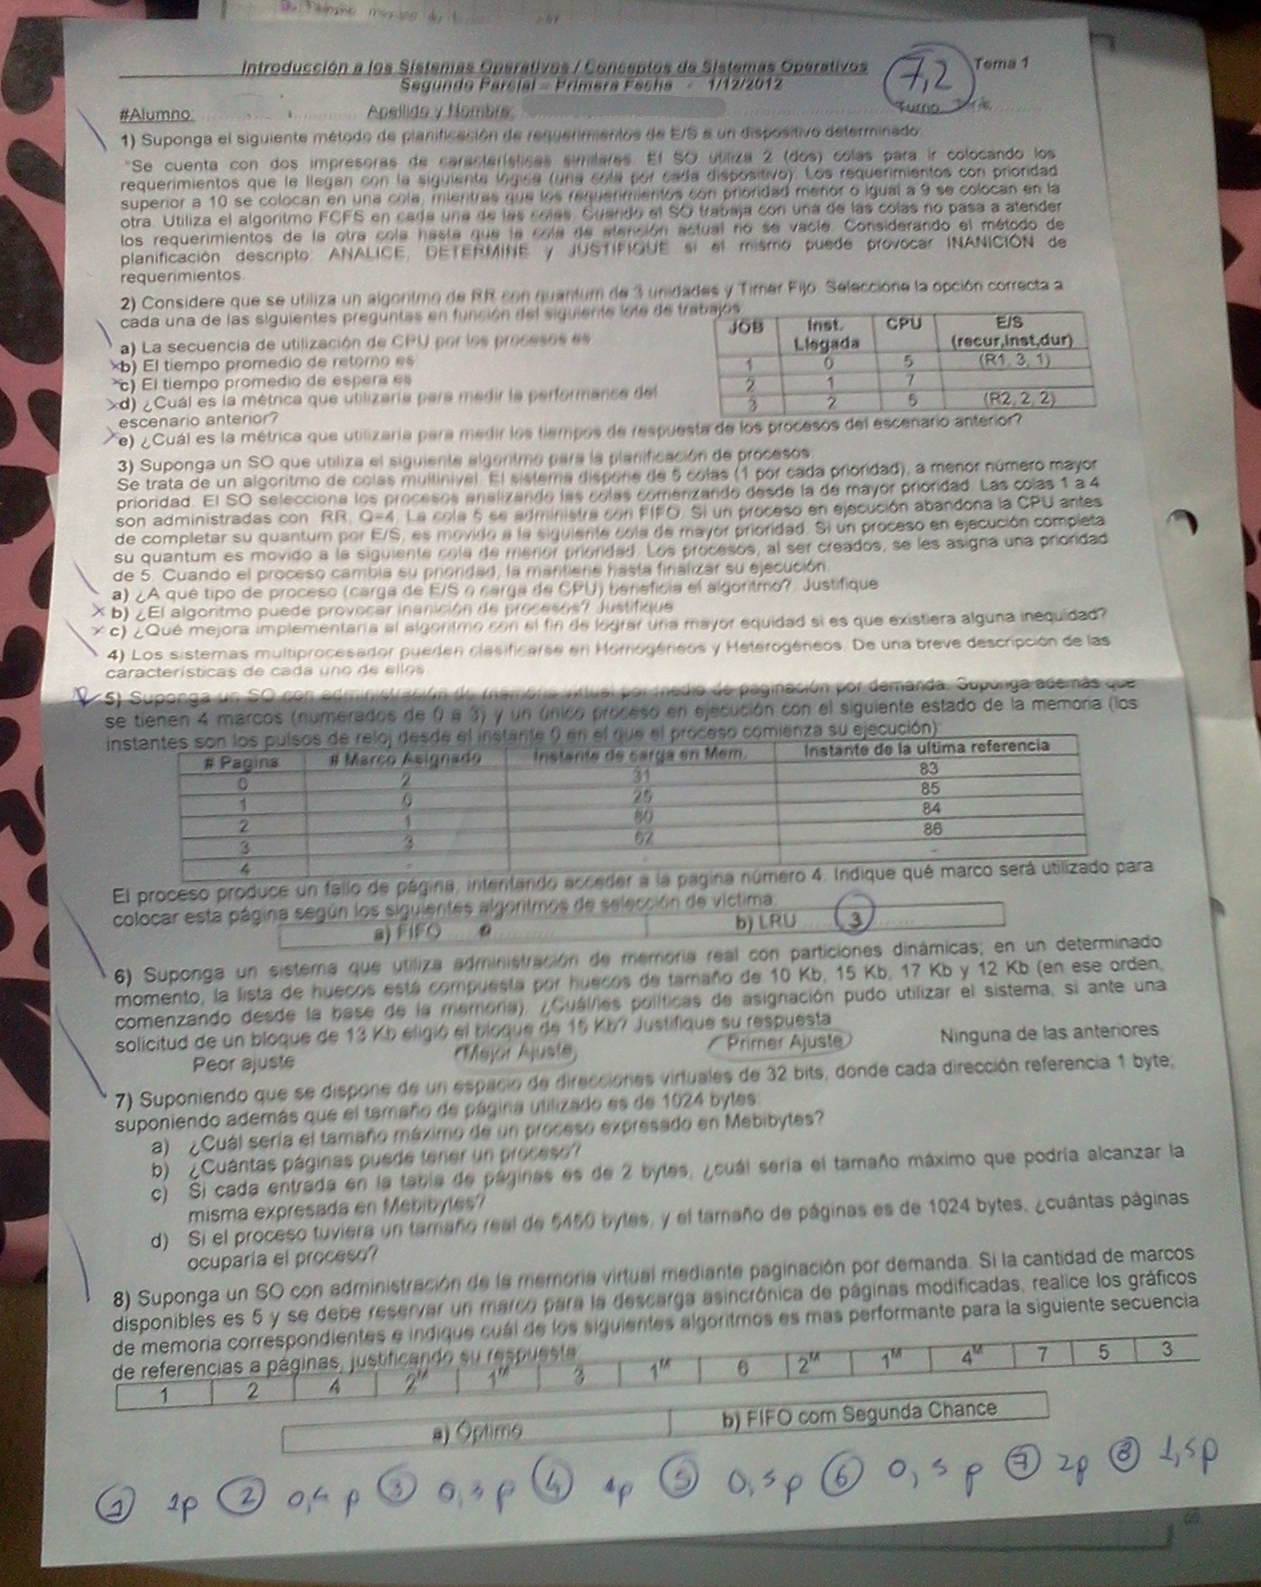 Introducción a los Sistemas Operativos / Conceptos de Sistemas Operativos
Tema 1
Segundo Parcial – Primera Fecha - 1/12/2012
7,2
#Alumno: Apellido y Nombre: Turno
1) Suponga el siguiente método de planificación de requerimientos de E/S a un dispositivo determinado:
"Se cuenta con dos impresoras de características similares. El SO utiliza 2 (dos) colas para ir colocando los
requerimientos que le llegan con la siguiente lógica (una cola por cada dispositivo): Los requerimientos con prioridad
superior a 10 se colocan en una cola, mientras que los requerimientos con prioridad menor o igual a 9 se colocan en la
otra. Utiliza el algoritmo FCFS en cada una de las colas. Cuando el SO trabaja con una de las colas no pasa a atender
los requerimientos de la otra cola hasta que la cola de atención actual no se vacíe. Considerando el método de
planificación descripto: ANALICE, DETERMINE y JUSTIFIQUE si el mismo puede provocar INANICIÓN de
requerimientos.
2) Considere que se utiliza un algoritmo de RR con quantum de 3 unidades y Timer Fijo. Seleccione la opción correcta a
cada una de las siguientes preguntas en función del siguiente lote de trabajos
a) La secuencia de utilización de CPU por los procesos es
b) El tiempo promedio de retorno es
c) El tiempo promedio de espera es
d) ¿Cuál es la métrica que utilizaría para medir la performance del
escenario anterior?
JOB Inst. Llegada CPU E/S (recur,inst,dur)
1 0 5 (R1, 3, 1)
2 1 7
3 2 5 (R2, 2, 2)
e) ¿Cuál es la métrica que utilizaría para medir los tiempos de respuesta de los procesos del escenario anterior?
3) Suponga un SO que utiliza el siguiente algoritmo para la planificación de procesos:
Se trata de un algoritmo de colas multinivel. El sistema dispone de 5 colas (1 por cada prioridad), a menor número mayor
prioridad. El SO selecciona los procesos analizando las colas comenzando desde la de mayor prioridad. Las colas 1 a 4
son administradas con RR, Q=4. La cola 5 se administra con FIFO. Si un proceso en ejecución abandona la CPU antes
de completar su quantum por E/S, es movido a la siguiente cola de mayor prioridad. Si un proceso en ejecución completa
su quantum es movido a la siguiente cola de menor prioridad. Los procesos, al ser creados, se les asigna una prioridad
de 5. Cuando el proceso cambia su prioridad, la mantiene hasta finalizar su ejecución.
a) ¿A qué tipo de proceso (carga de E/S o carga de CPU) beneficia el algoritmo?. Justifique
b) ¿El algoritmo puede provocar inanición de procesos? Justifique
c) ¿Qué mejora implementaría al algoritmo con el fin de lograr una mayor equidad si es que existiera alguna inequidad?
4) Los sistemas multiprocesador pueden clasificarse en Homogéneos y Heterogéneos. De una breve descripción de las
características de cada uno de ellos
5) Suponga un SO con administración de memoria virtual por medio de paginación por demanda. Suponga además que
se tienen 4 marcos (numerados de 0 a 3) y un único proceso en ejecución con el siguiente estado de la memoria (los
instantes son los pulsos de reloj desde el instante 0 en el que el proceso comienza su ejecución):
# Pagina # Marco Asignado Instante de carga en Mem. Instante de la ultima referencia
0 2 31 83
1 0 25 85
2 1 80 84
3 3 62 86
4 - - -
El proceso produce un fallo de página, intentando acceder a la pagina número 4. Indique qué marco será utilizado para
colocar esta página según los siguientes algoritmos de selección de víctima:
a) FIFO 0 b) LRU 3
6) Suponga un sistema que utiliza administración de memoria real con particiones dinámicas; en un determinado
momento, la lista de huecos está compuesta por huecos de tamaño de 10 Kb, 15 Kb, 17 Kb y 12 Kb (en ese orden,
comenzando desde la base de la memoria). ¿Cuál/es políticas de asignación pudo utilizar el sistema, si ante una
solicitud de un bloque de 13 Kb eligió el bloque de 15 Kb? Justifique su respuesta
Peor ajuste Mejor Ajuste Primer Ajuste Ninguna de las anteriores
7) Suponiendo que se dispone de un espacio de direcciones virtuales de 32 bits, donde cada dirección referencia 1 byte;
suponiendo además que el tamaño de página utilizado es de 1024 bytes:
a) ¿Cuál sería el tamaño máximo de un proceso expresado en Mebibytes?
b) ¿Cuántas páginas puede tener un proceso?
c) Si cada entrada en la tabla de páginas es de 2 bytes, ¿cuál sería el tamaño máximo que podría alcanzar la
misma expresada en Mebibytes?
d) Si el proceso tuviera un tamaño real de 5450 bytes, y el tamaño de páginas es de 1024 bytes, ¿cuántas páginas
ocuparía el proceso?
8) Suponga un SO con administración de la memoria virtual mediante paginación por demanda. Si la cantidad de marcos
disponibles es 5 y se debe reservar un marco para la descarga asincrónica de páginas modificadas, realice los gráficos
de memoria correspondientes e indique cuál de los siguientes algoritmos es mas performante para la siguiente secuencia
de referencias a páginas, justificando su respuesta:
1 2 4 2M 1M 3 1M 6 2M 1M 4M 7 5 3
a) Óptimo b) FIFO com Segunda Chance
① 1p ② 0,4 p ③ 0,3 p ④ 1p ⑤ 0,5p ⑥ 0,5 p ⑦ 2p ⑧ 1,5p